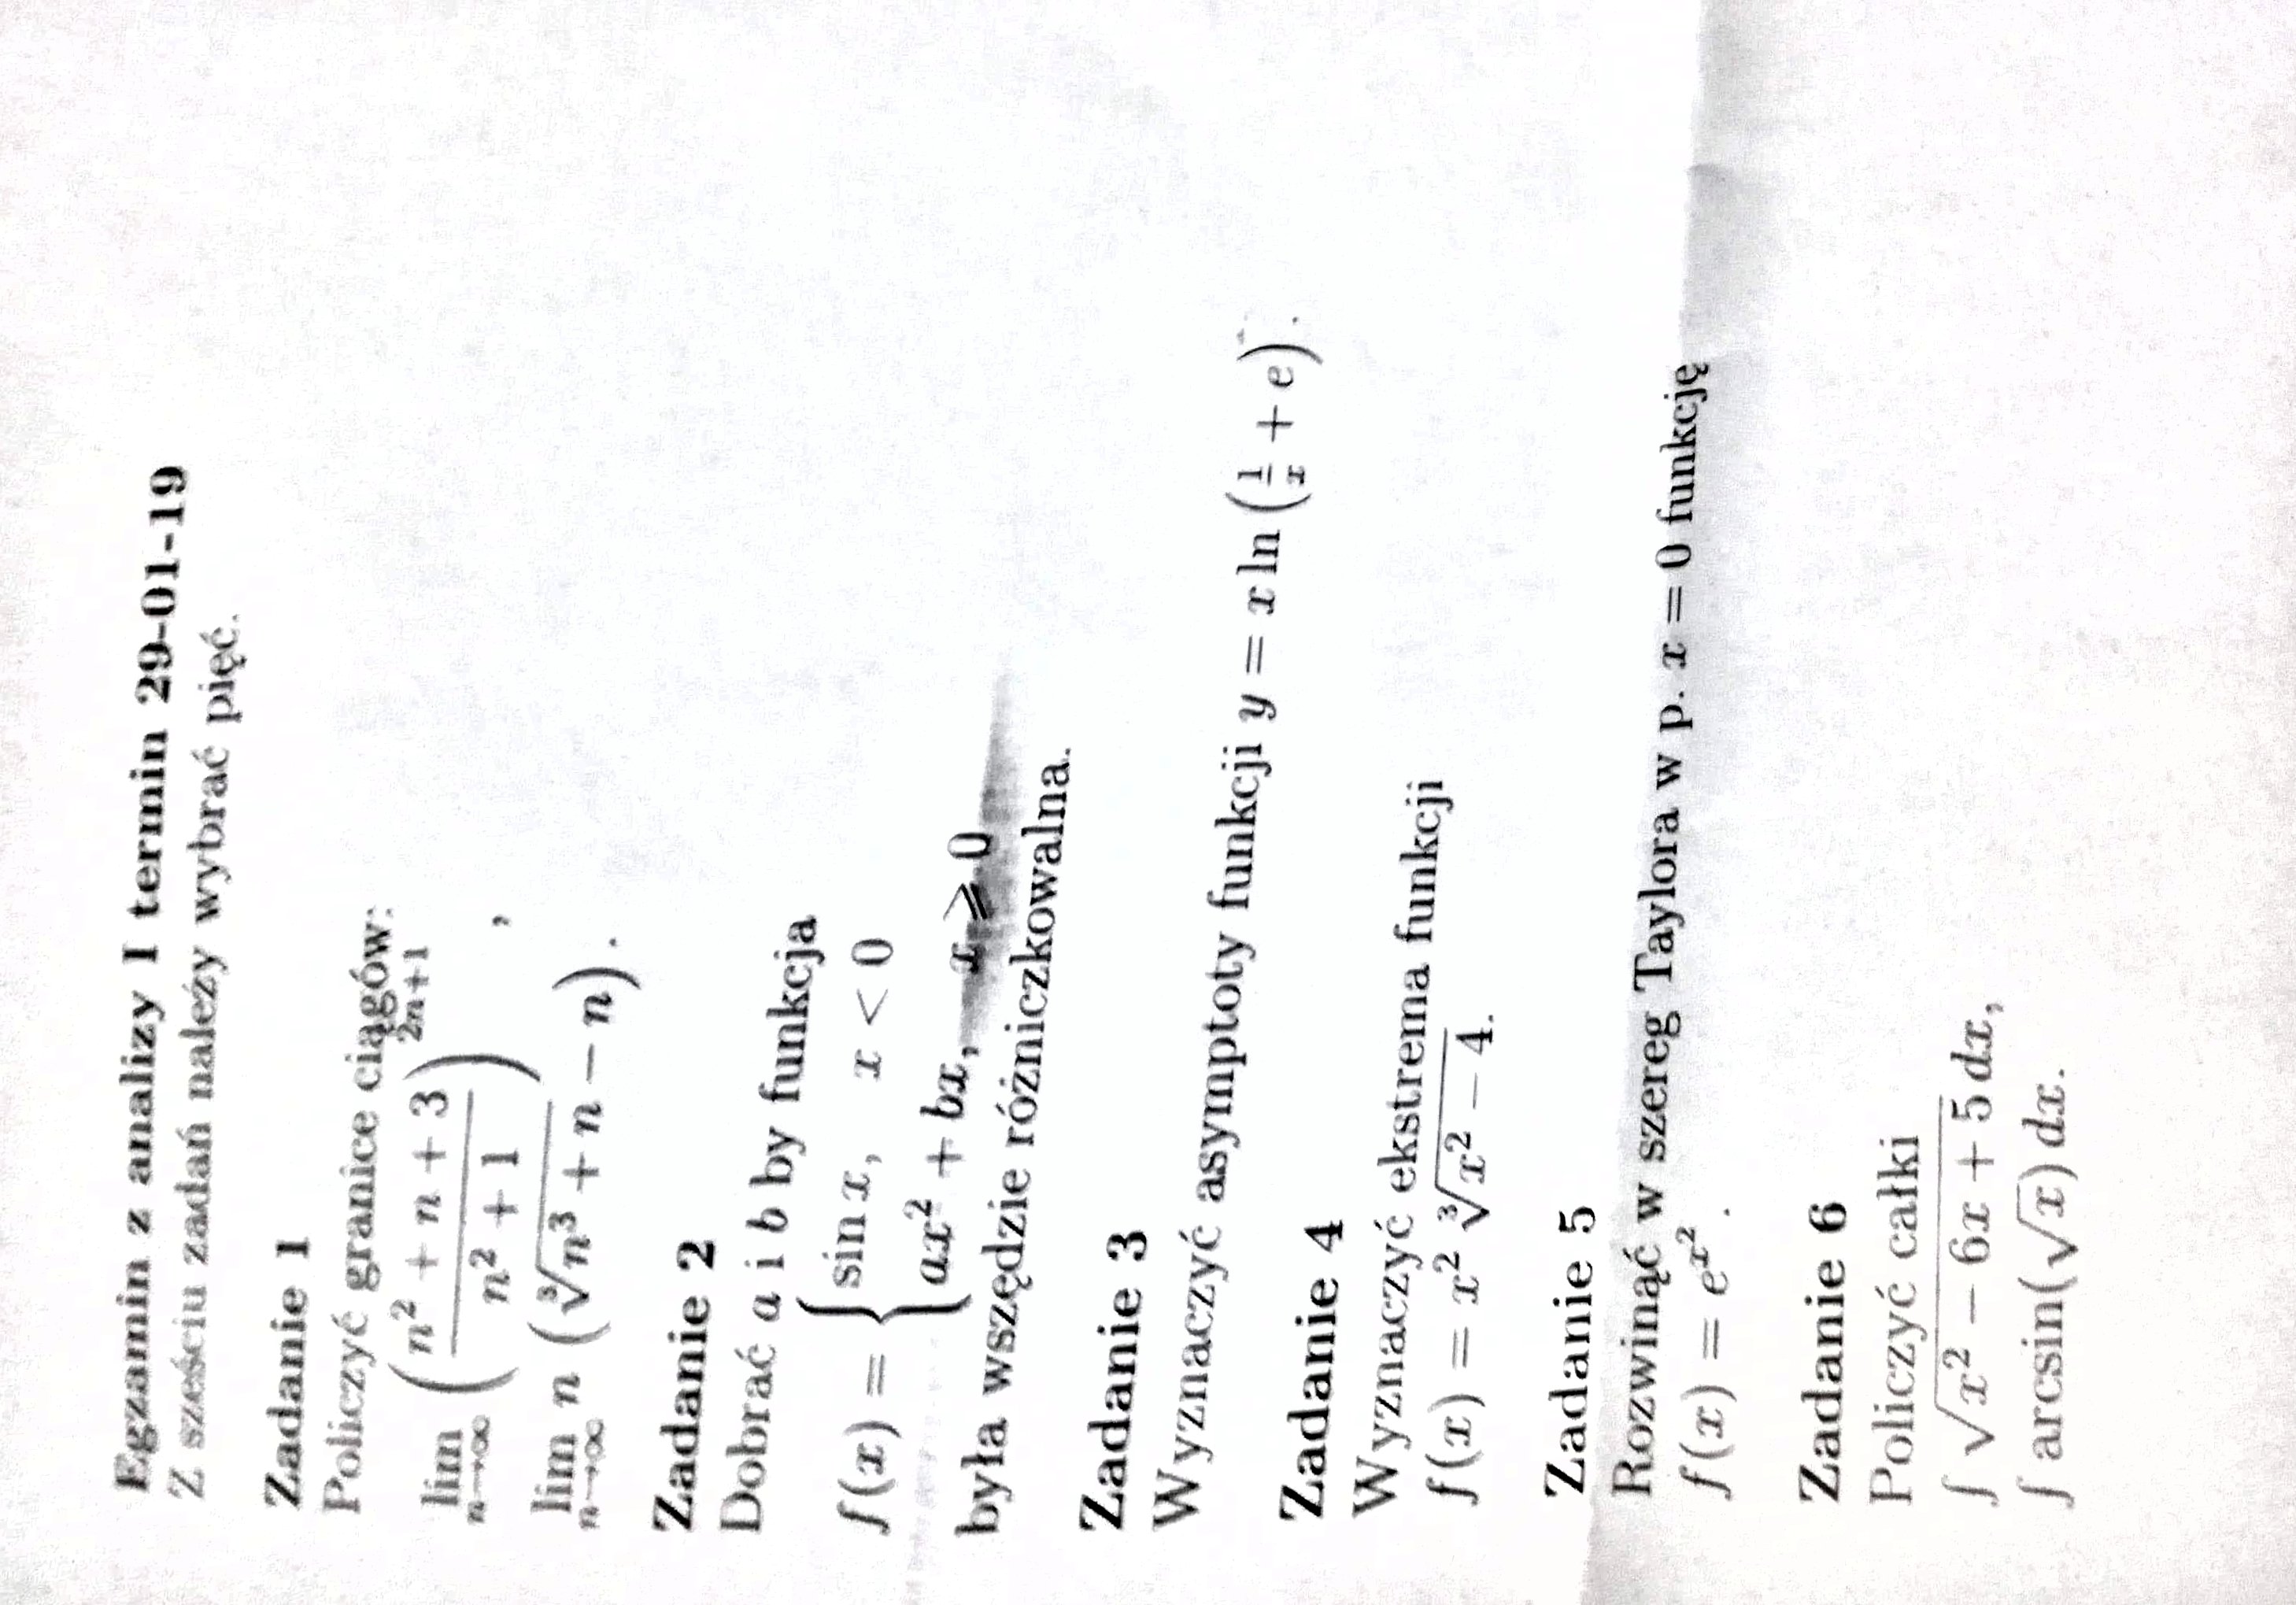 Egzamin z analizy I termin 29-01-19
Z sześciu zadań należy wybrać pięć.
Zadanie 1
Policzyć granice ciągów:
$\lim_{n\to\infty} \left(\frac{n^2+n+3}{n^2+1}\right)^{2n+1}$,
$\lim_{n\to\infty} n\left(\sqrt[3]{n^3+n}-n\right)$.
Zadanie 2
Dobrać $a$ i $b$ by funkcja
$f(x) = \begin{cases} \sin x, & x < 0 \\ ax^2+bx, & x \geqslant 0 \end{cases}$
była wszędzie różniczkowalna.
Zadanie 3
Wyznaczyć asymptoty funkcji $y = x\ln\left(\frac{1}{x}+e\right)$.
Zadanie 4
Wyznaczyć ekstrema funkcji
$f(x) = x^2\sqrt[3]{x^2-4}$.
Zadanie 5
Rozwinąć w szereg Taylora w p. $x = 0$ funkcję
$f(x) = e^{x^2}$.
Zadanie 6
Policzyć całki
$\int \sqrt{x^2-6x+5}\,dx$,
$\int \arcsin(\sqrt{x})\,dx$.